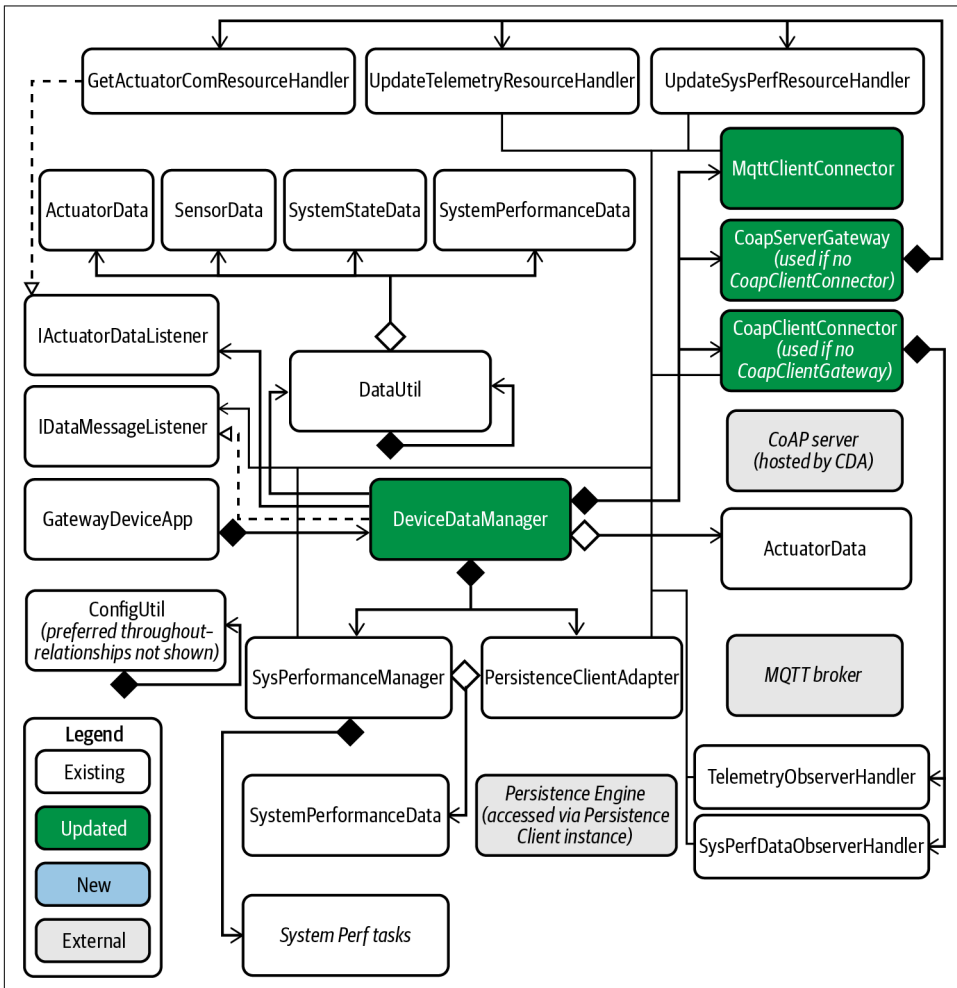 GetActuatorComResourceHandler
UpdateTelemetryResourceHandler
UpdateSysPerfResourceHandler
MqttClientConnector
ActuatorData
SensorData
SystemStateData
SystemPerformanceData
CoapServerGateway
(used if no
CoapClientConnector)
IActuatorDataListener
CoapClientConnector
(used if no
CoapClientGateway)
DataUtil
IDataMessageListener
CoAP server
(hosted by CDA)
GatewayDeviceApp
DeviceDataManager
ActuatorData
ConfigUtil
(preferred throughout–
relationships not shown)
SysPerformanceManager
PersistenceClientAdapter
MQTT broker
Legend
Existing
Updated
New
External
SystemPerformanceData
Persistence Engine
(accessed via Persistence
Client instance)
TelemetryObserverHandler
SysPerfDataObserverHandler
System Perf tasks